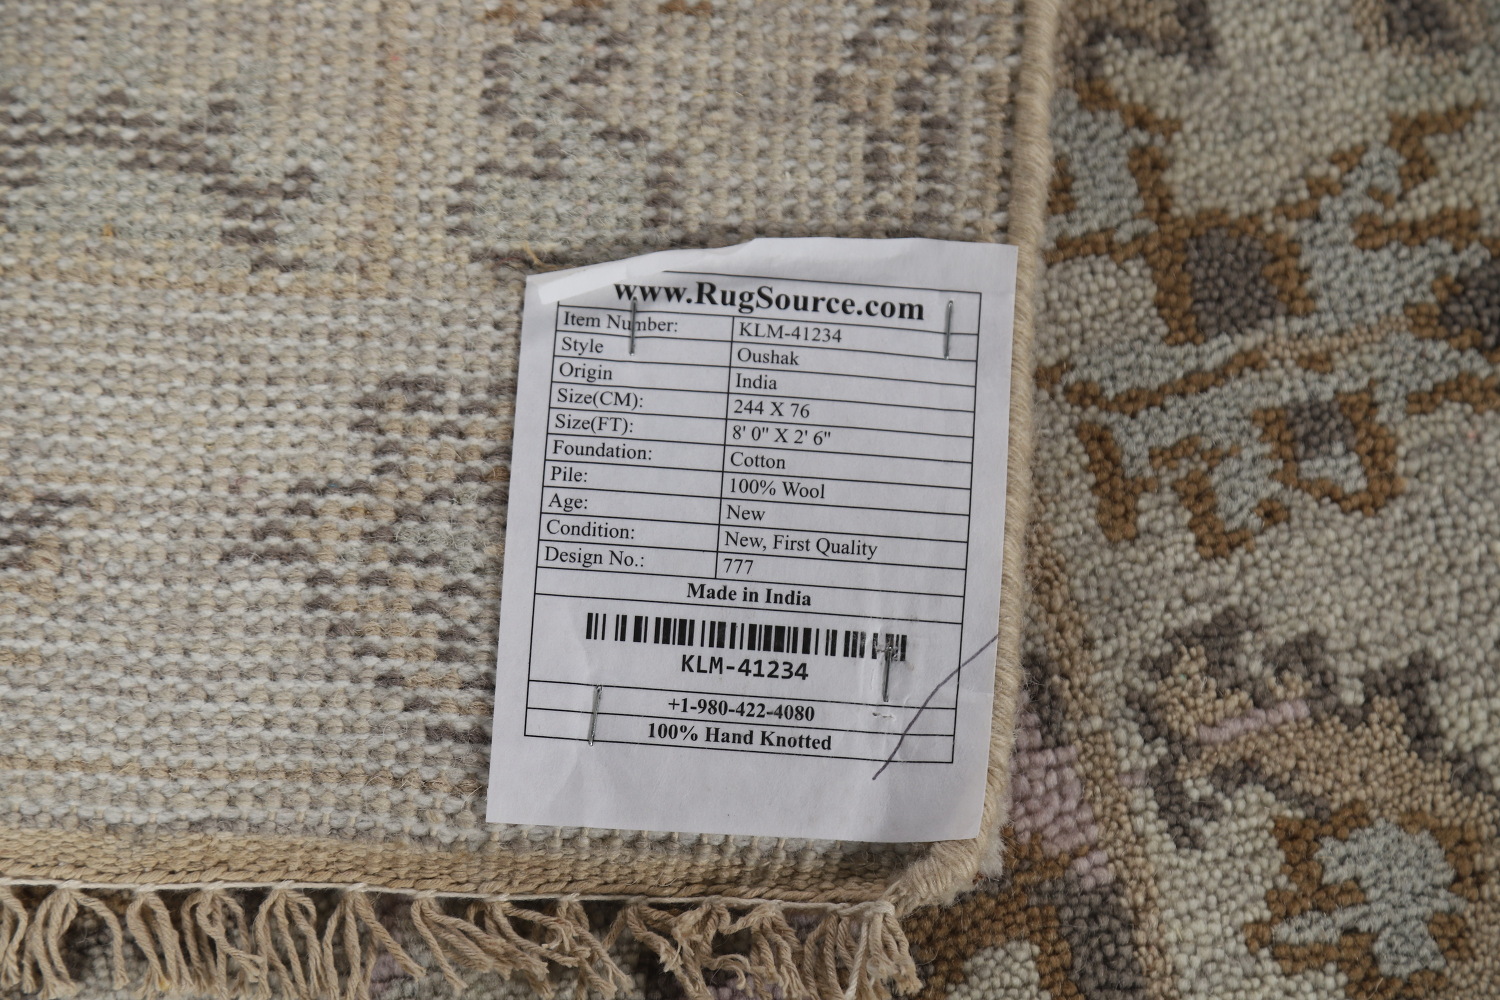 www.RugSource.com
Item Number: KLM-41234
Style Oushak
Origin India
Size(CM): 244 X 76
Size(FT): 8' 0" X 2' 6"
Foundation: Cotton
Pile: 100% Wool
Age: New
Condition: New, First Quality
Design No.: 777
Made in India
KLM-41234
+1-980-422-4080
100% Hand Knotted